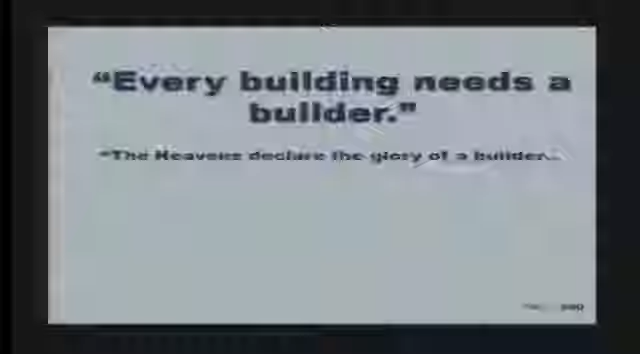 “Every building needs a
builder.”
“The Heavens declare the glory of a builder...